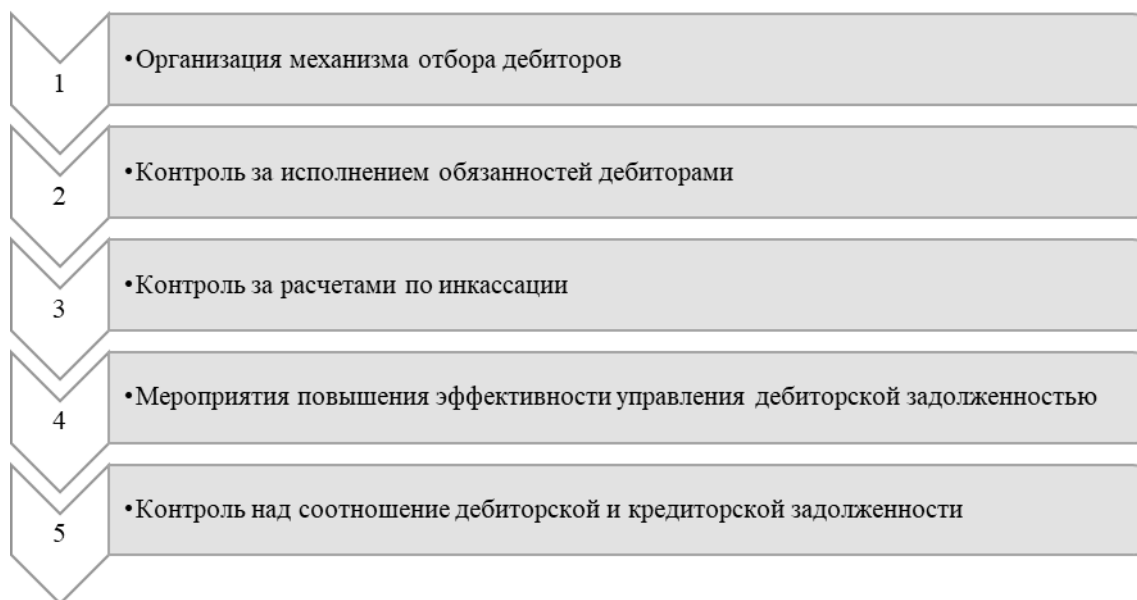 1
•Организация механизма отбора дебиторов
2
•Контроль за исполнением обязанностей дебиторами
3
•Контроль за расчетами по инкассации
4
•Мероприятия повышения эффективности управления дебиторской задолженностью
5
•Контроль над соотношение дебиторской и кредиторской задолженности